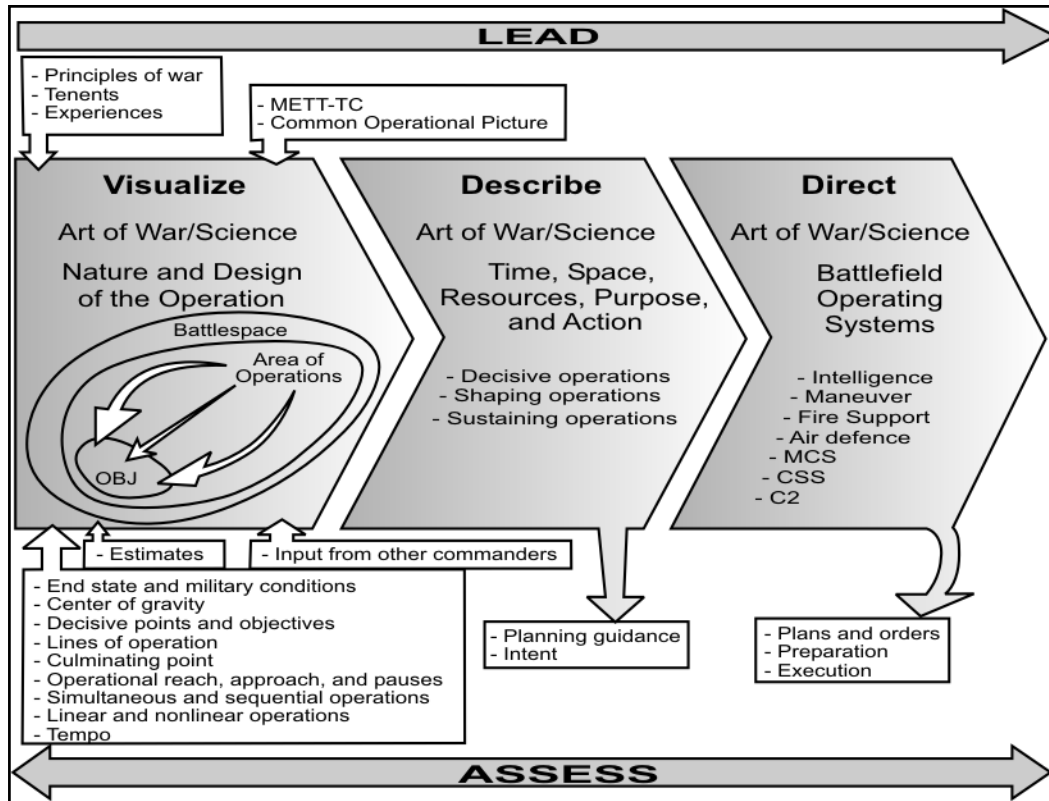 LEAD
- Principles of war
- Tenents
- Experiences
- METT-TC
- Common Operational Picture
Visualize
Art of War/Science
Nature and Design
of the Operation
Battlespace
Area of
Operations
OBJ
Describe
Art of War/Science
Time, Space,
Resources, Purpose,
and Action
- Decisive operations
- Shaping operations
- Sustaining operations
Direct
Art of War/Science
Battlefield
Operating
Systems
- Intelligence
- Maneuver
- Fire Support
- Air defence
- MCS
- CSS
- C2
- Estimates
- Input from other commanders
- End state and military conditions
- Center of gravity
- Decisive points and objectives
- Lines of operation
- Culminating point
- Operational reach, approach, and pauses
- Simultaneous and sequential operations
- Linear and nonlinear operations
- Tempo
- Planning guidance
- Intent
- Plans and orders
- Preparation
- Execution
ASSESS